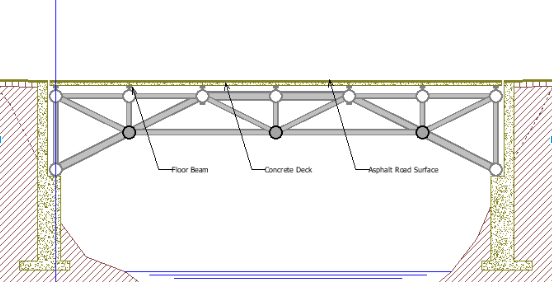 Floor Beam
Concrete Deck
Asphalt Road Surface